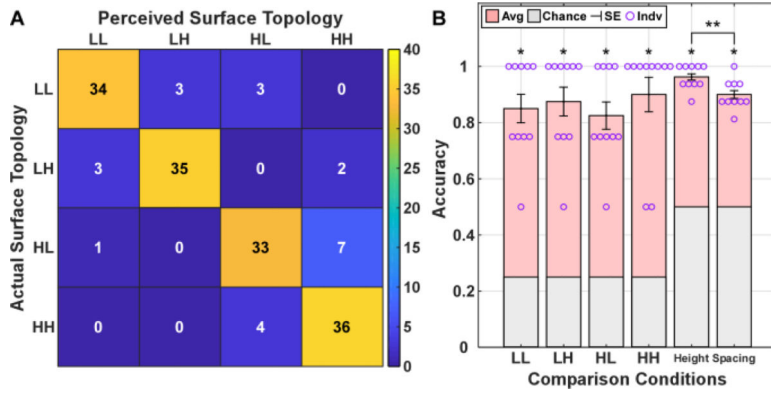 A
Perceived Surface Topology
LL LH HL HH
Actual Surface Topology
LL 34 3 3 0
LH 3 35 0 2
HL 1 0 33 7
HH 0 0 4 36
40
35
30
25
20
15
10
5
0
B
Avg Chance SE Indv
**
* * * * * *
Accuracy
1
0.8
0.6
0.4
0.2
0
LL LH HL HH Height Spacing
Comparison Conditions